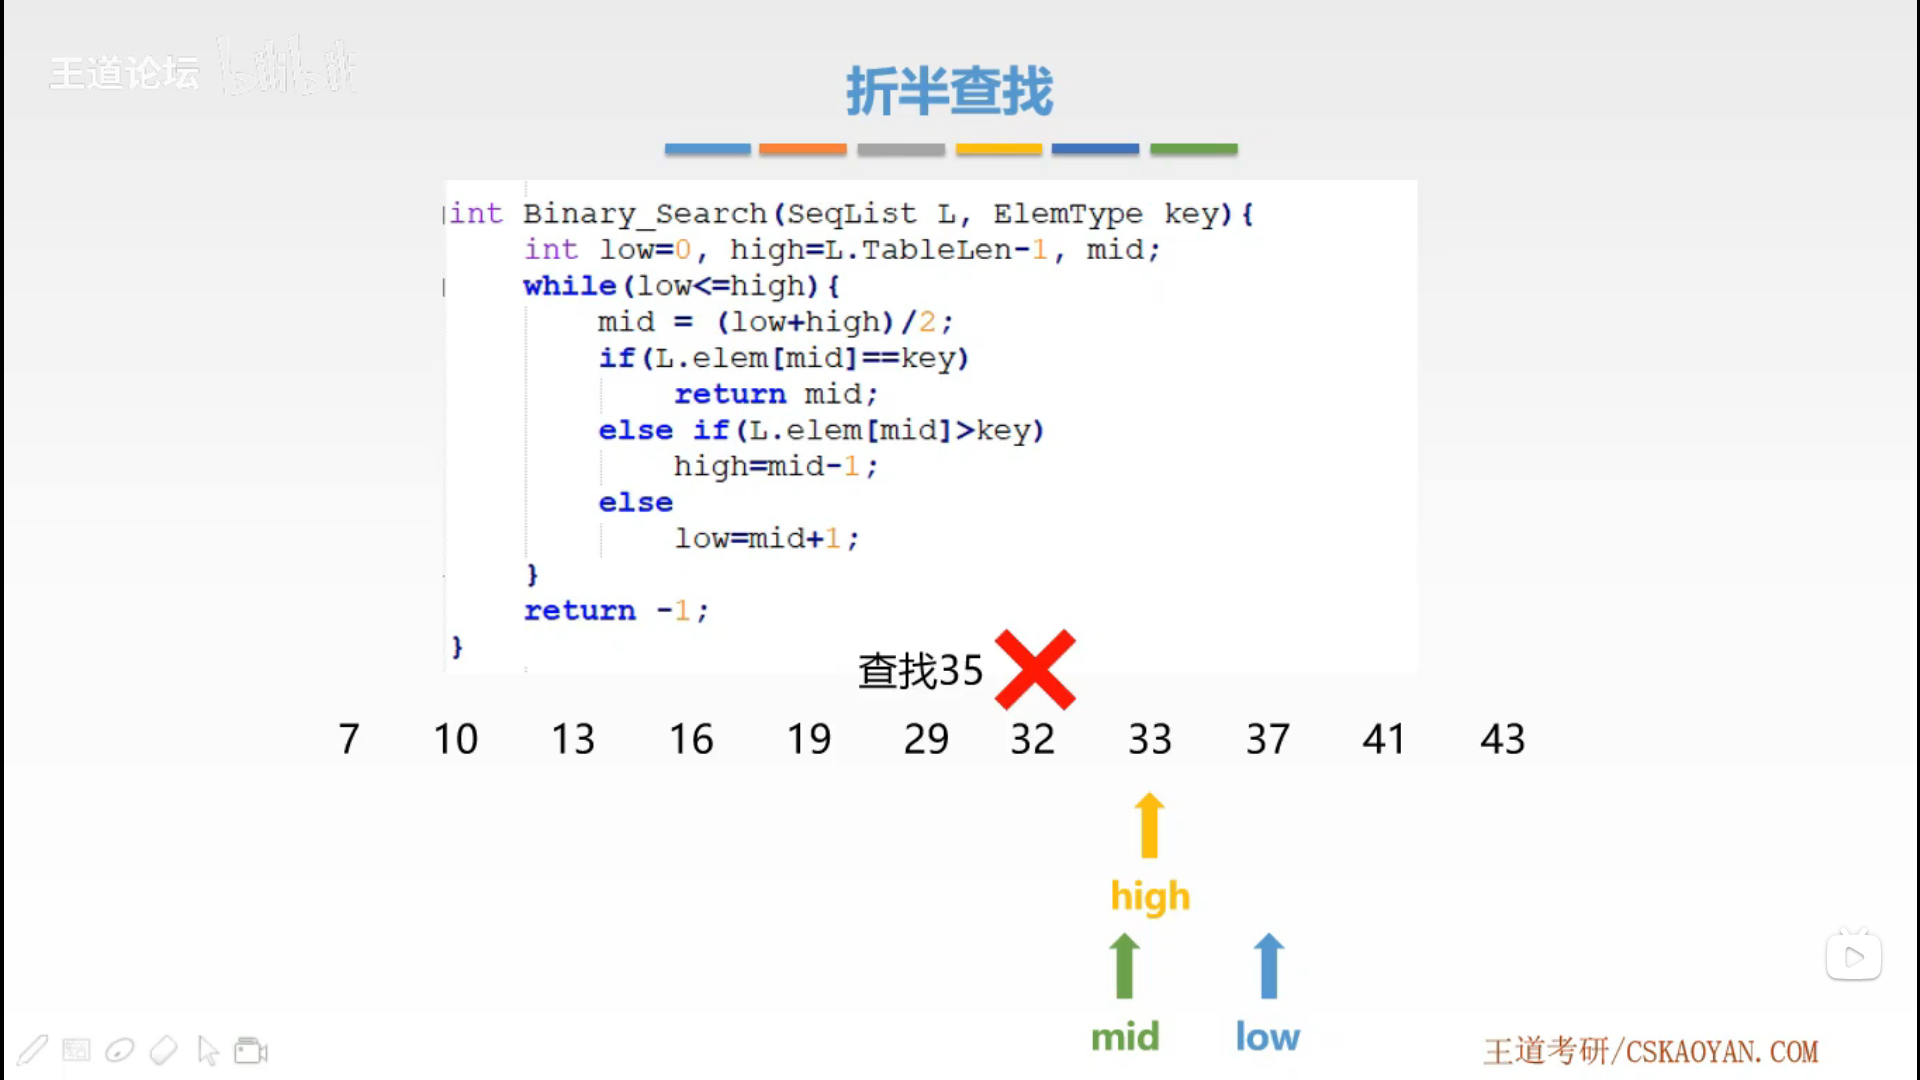 王道论坛 bilibili
折半查找
int Binary_Search(SeqList L, ElemType key){
int low=0, high=L.TableLen-1, mid;
while(low<=high){
mid = (low+high)/2;
if(L.elem[mid]==key)
return mid;
else if(L.elem[mid]>key)
high=mid-1;
else
low=mid+1;
}
return -1;
}
查找35
7 10 13 16 19 29 32 33 37 41 43
high
mid low
王道考研/CSKAOYAN.COM